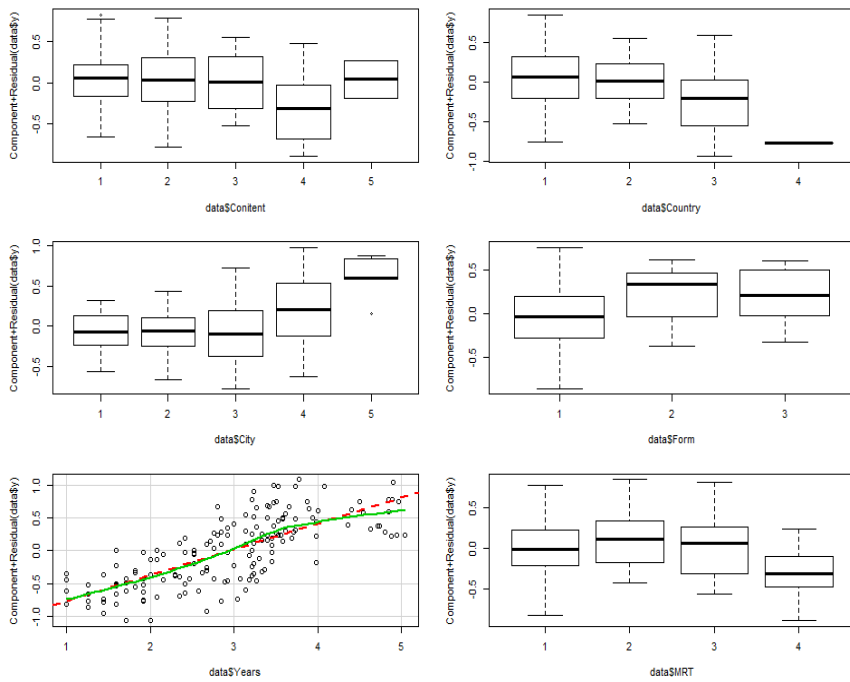 Component+Residual(data$y)
0.5
0.0
-0.5
1 2 3 4 5
data$Conitent
Component+Residual(data$y)
0.5
0.0
-1.0
1 2 3 4
data$Country
Component+Residual(data$y)
1.0
0.5
0.0
-0.5
1 2 3 4 5
data$City
Component+Residual(data$y)
0.5
0.0
-0.5
1 2 3
data$Form
Component+Residual(data$y)
1.0
0.5
0.0
-0.5
-1.0
1 2 3 4 5
data$Years
Component+Residual(data$y)
0.5
0.0
-0.5
1 2 3 4
data$MRT